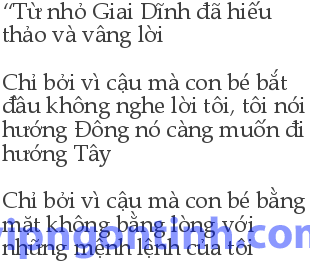 “Từ nhỏ Giai Dĩnh đã hiếu
thảo và vâng lời
Chỉ bởi vì cậu mà con bé bắt
đầu không nghe lời tôi, tôi nói
hướng Đông nó càng muốn đi
hướng Tây
Chỉ bởi vì cậu mà con bé bằng
mặt không bằng lòng với
những mệnh lệnh của tôi
vipngontinh.com